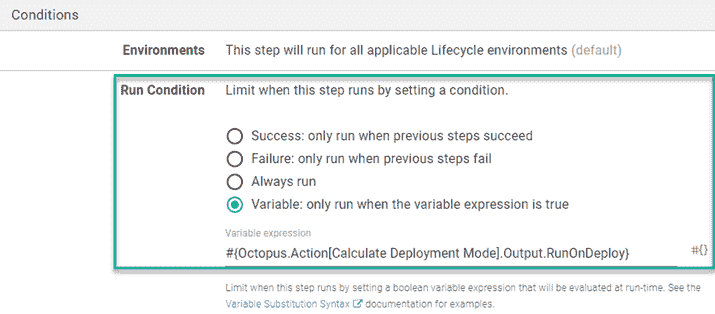 Conditions
Environments This step will run for all applicable Lifecycle environments (default)
Run Condition Limit when this step runs by setting a condition.
Success: only run when previous steps succeed
Failure: only run when previous steps fail
Always run
Variable: only run when the variable expression is true
Variable expression
#{Octopus.Action[Calculate Deployment Mode].Output.RunOnDeploy} #{}
Limit when this step runs by setting a boolean variable expression that will be evaluated at run-time. See the
Variable Substitution Syntax documentation for examples.